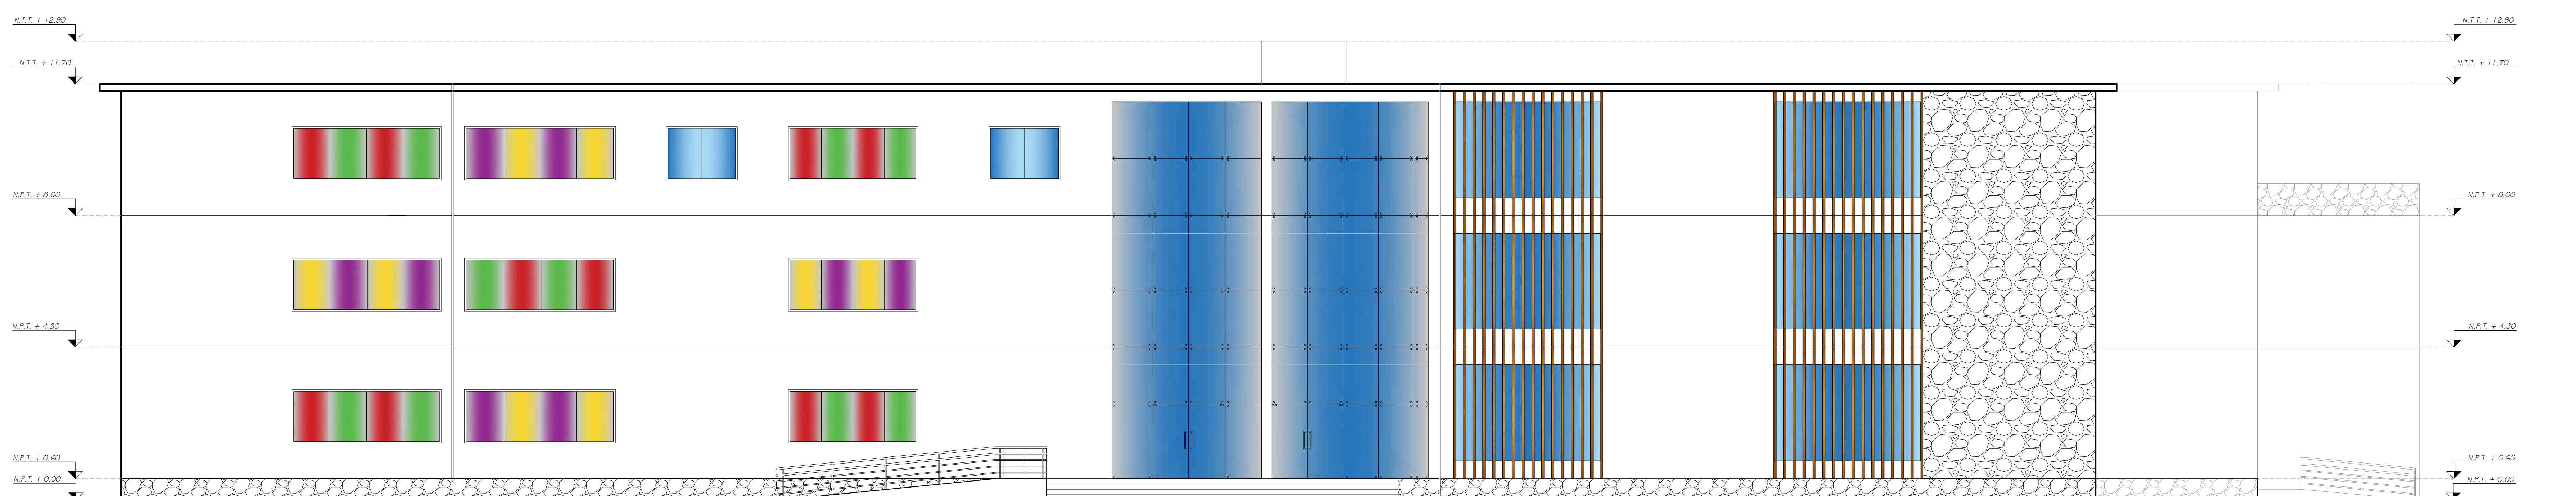 N.T.T. + 12.90
N.T.T. + 12.90
N.T.T. + 11.70
N.T.T. + 11.70
N.P.T. + 8.00
N.P.T. + 8.00
N.P.T. + 4.30
N.P.T. + 4.30
N.P.T. + 0.60
N.P.T. + 0.60
N.P.T. + 0.00
N.P.T. + 0.00